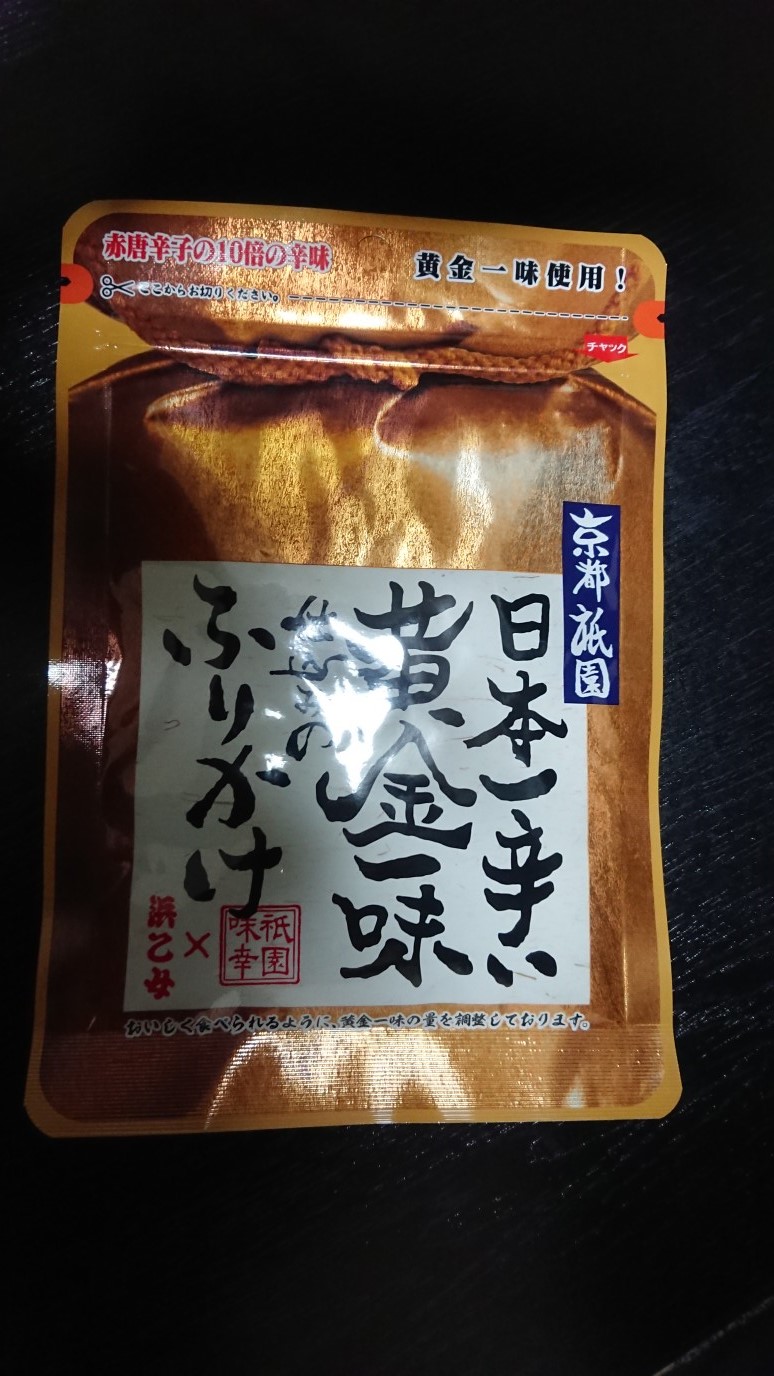 赤唐辛子の10倍の辛味
黄金一味使用！
ここからお切りください。
チャック
京都 祇園
日本一辛い
黄金一味
仕込みの
ふりかけ
祇園
味幸
×
浜乙女
おいしく食べられるように、黄金一味の量を調整しております。